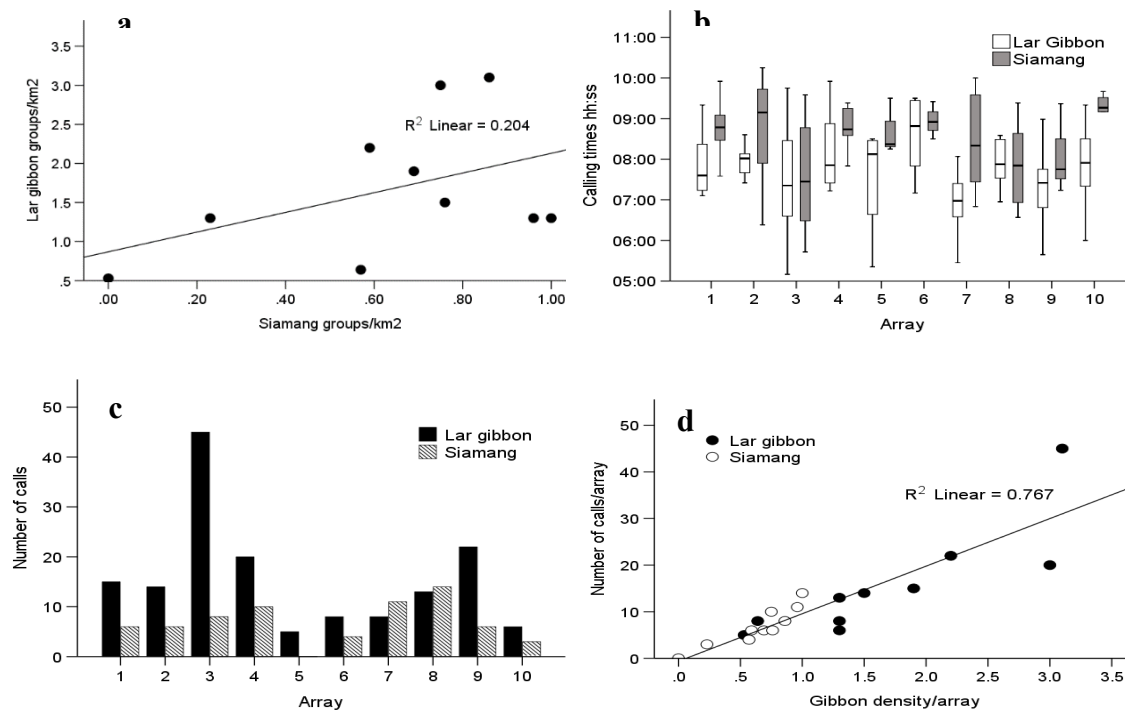 a
3.5
3.0
2.5
2.0
1.5
1.0
.5
Lar gibbon groups/km2
R2 Linear = 0.204
.00 .20 .40 .60 .80 1.00
Siamang groups/km2
b
11:00
10:00
09:00
08:00
07:00
06:00
05:00
Calling times hh:ss
Lar Gibbon
Siamang
1 2 3 4 5 6 7 8 9 10
Array
c
50
40
30
20
10
0
Number of calls
Lar gibbon
Siamang
1 2 3 4 5 6 7 8 9 10
Array
d
50
40
30
20
10
0
Number of calls/array
Lar gibbon
Siamang
R2 Linear = 0.767
.0 .5 1.0 1.5 2.0 2.5 3.0 3.5
Gibbon density/array